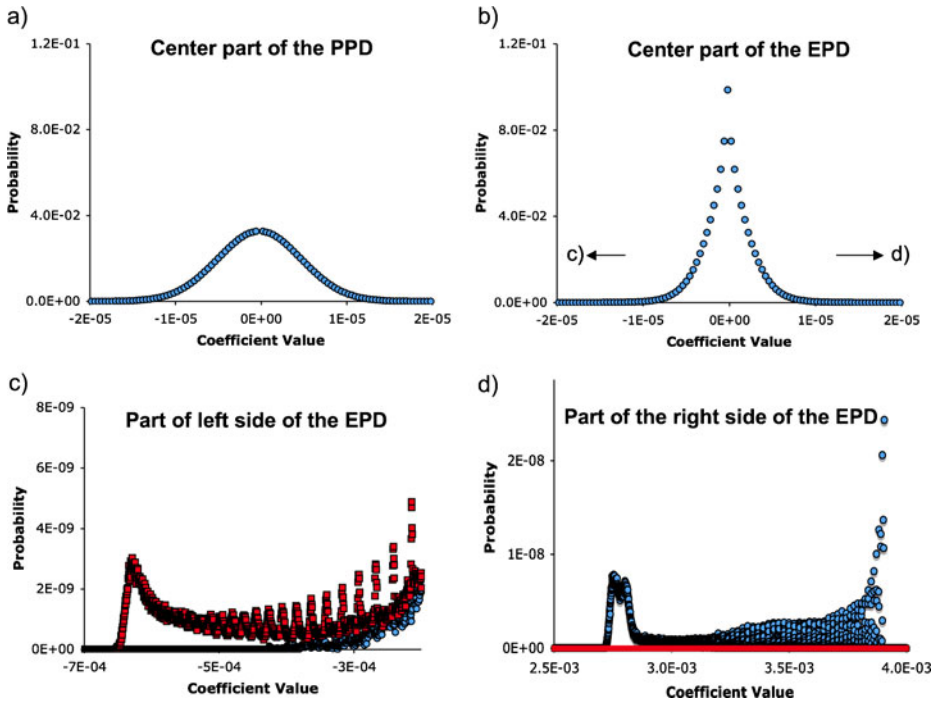 a)
Center part of the PPD
1.2E-01
8.0E-02
4.0E-02
0.0E+00
Probability
-2E-05 -1E-05 0E+00 1E-05 2E-05
Coefficient Value
b)
Center part of the EPD
1.2E-01
8.0E-02
4.0E-02
0.0E+00
Probability
c) d)
-2E-05 -1E-05 0E+00 1E-05 2E-05
Coefficient Value
c)
Part of left side of the EPD
8E-09
6E-09
4E-09
2E-09
0E+00
Probability
-7E-04 -5E-04 -3E-04
Coefficient Value
d)
Part of the right side of the EPD
2E-08
1E-08
0E+00
Probability
2.5E-03 3.0E-03 3.5E-03 4.0E-03
Coefficient Value